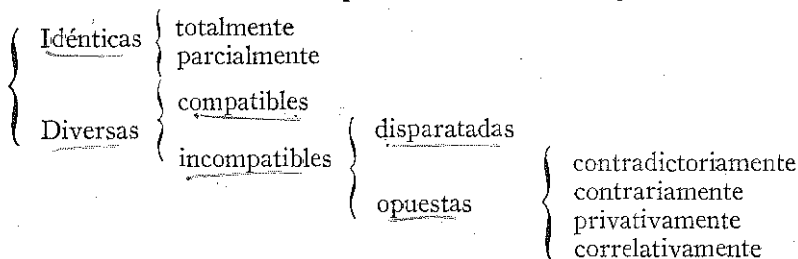 Idénticas
totalmente
parcialmente
Diversas
compatibles
incompatibles
disparatadas
opuestas
contradictoriamente
contrariamente
privativamente
correlativamente